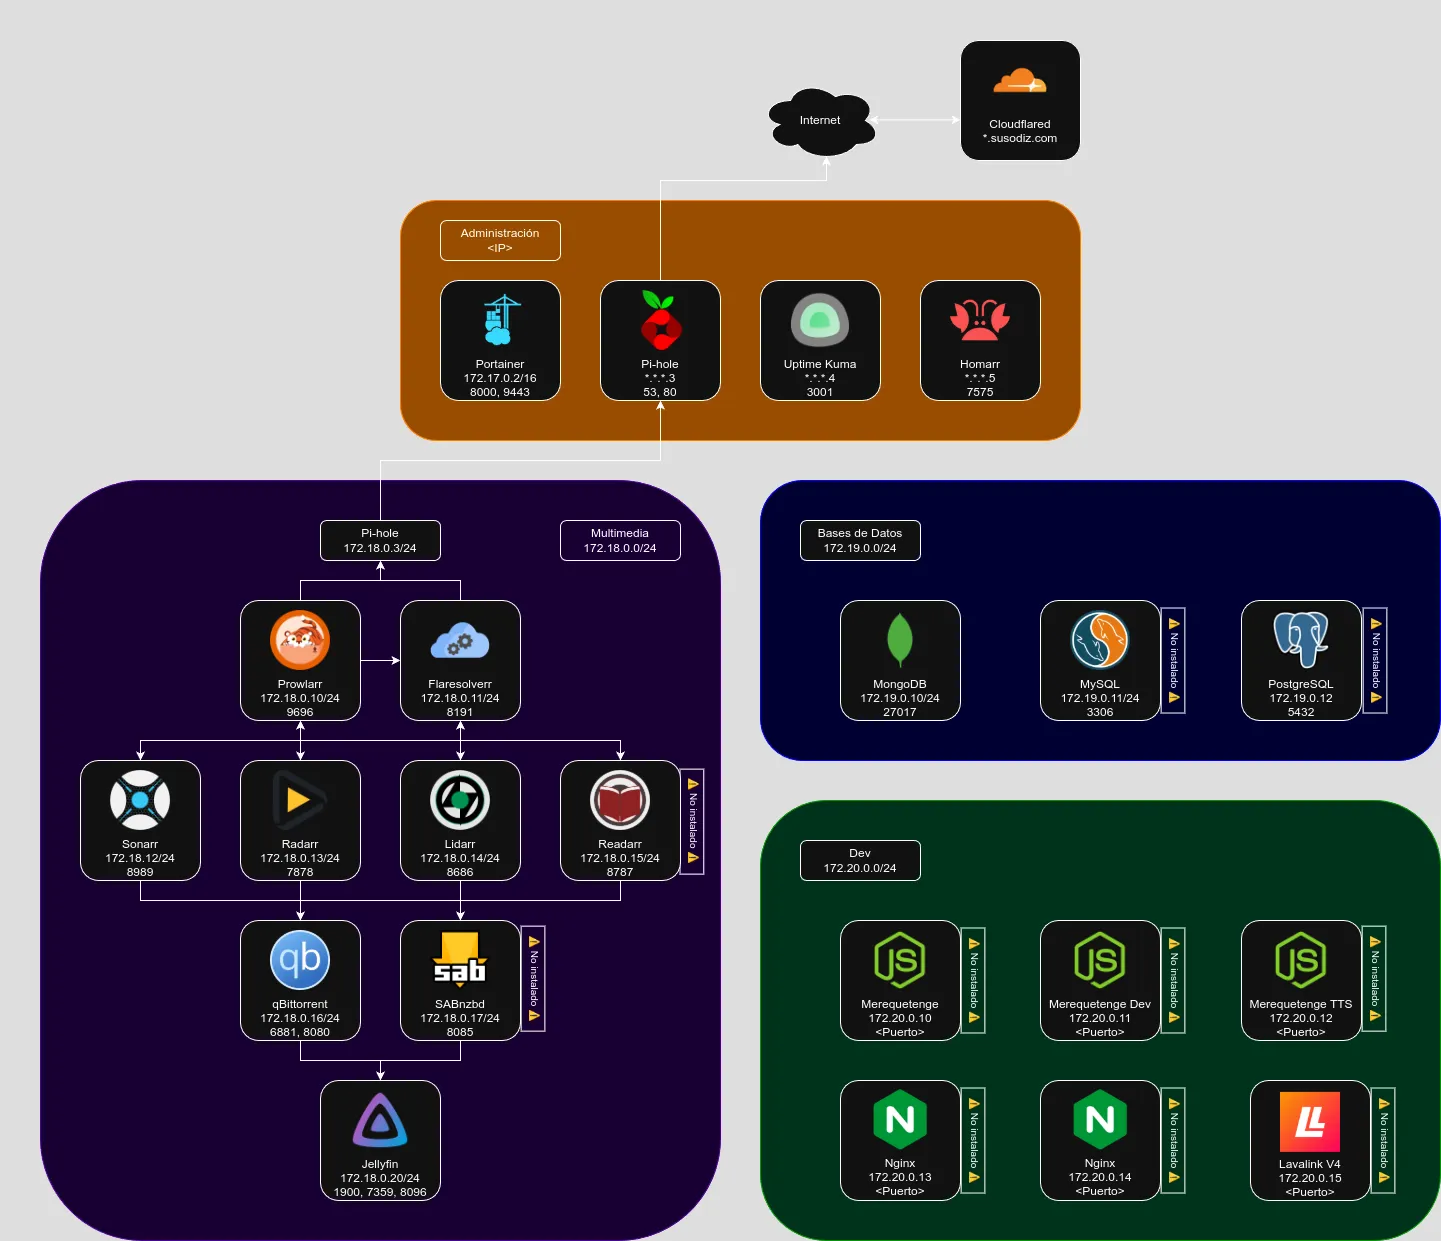 Internet
Cloudflared
*.susodiz.com
Administración
<IP>
Portainer
172.17.0.2/16
8000, 9443
Pi-hole
*.*.*.3
53, 80
Uptime Kuma
*.*.*.4
3001
Homarr
*.*.*.5
7575
Pi-hole
172.18.0.3/24
Multimedia
172.18.0.0/24
Prowlarr
172.18.0.10/24
9696
Flaresolverr
172.18.0.11/24
8191
Sonarr
172.18.12/24
8989
Radarr
172.18.0.13/24
7878
Lidarr
172.18.0.14/24
8686
Readarr
172.18.0.15/24
8787
No instalado
qb
qBittorrent
172.18.0.16/24
6881, 8080
sab
SABnzbd
172.18.0.17/24
8085
No instalado
Jellyfin
172.18.0.20/24
1900, 7359, 8096
Bases de Datos
172.19.0.0/24
MongoDB
172.19.0.10/24
27017
MySQL
172.19.0.11/24
3306
No instalado
PostgreSQL
172.19.0.12
5432
No instalado
Dev
172.20.0.0/24
JS
Merequetenge
172.20.0.10
<Puerto>
No instalado
JS
Merequetenge Dev
172.20.0.11
<Puerto>
No instalado
JS
Merequetenge TTS
172.20.0.12
<Puerto>
No instalado
N
Nginx
172.20.0.13
<Puerto>
No instalado
N
Nginx
172.20.0.14
<Puerto>
No instalado
LL
Lavalink V4
172.20.0.15
<Puerto>
No instalado